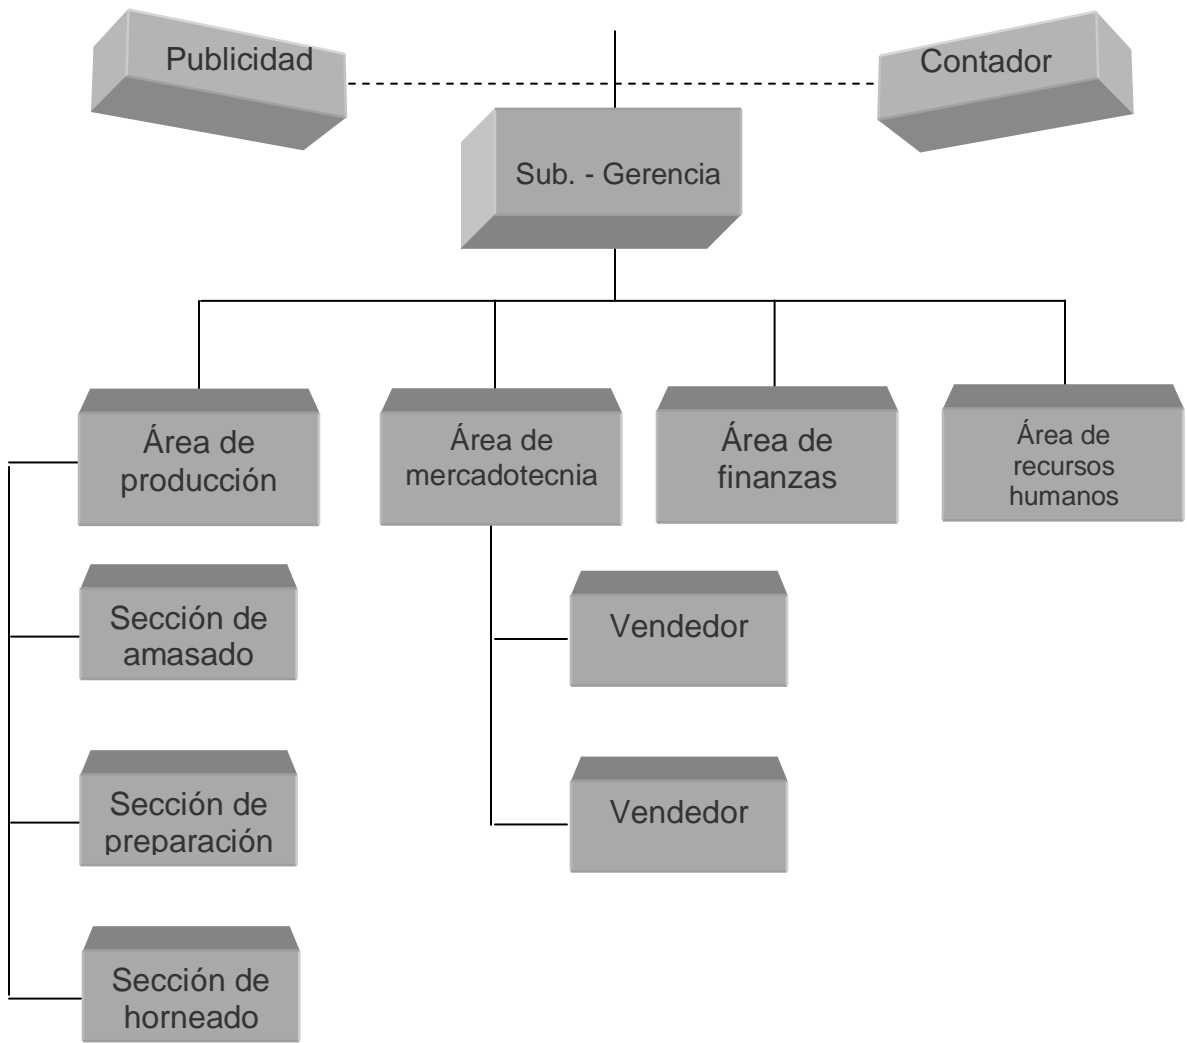 Publicidad
Contador
Sub. - Gerencia
Área de
producción
Área de
mercadotecnia
Área de
finanzas
Área de
recursos
humanos
Sección de
amasado
Vendedor
Sección de
preparación
Vendedor
Sección de
horneado